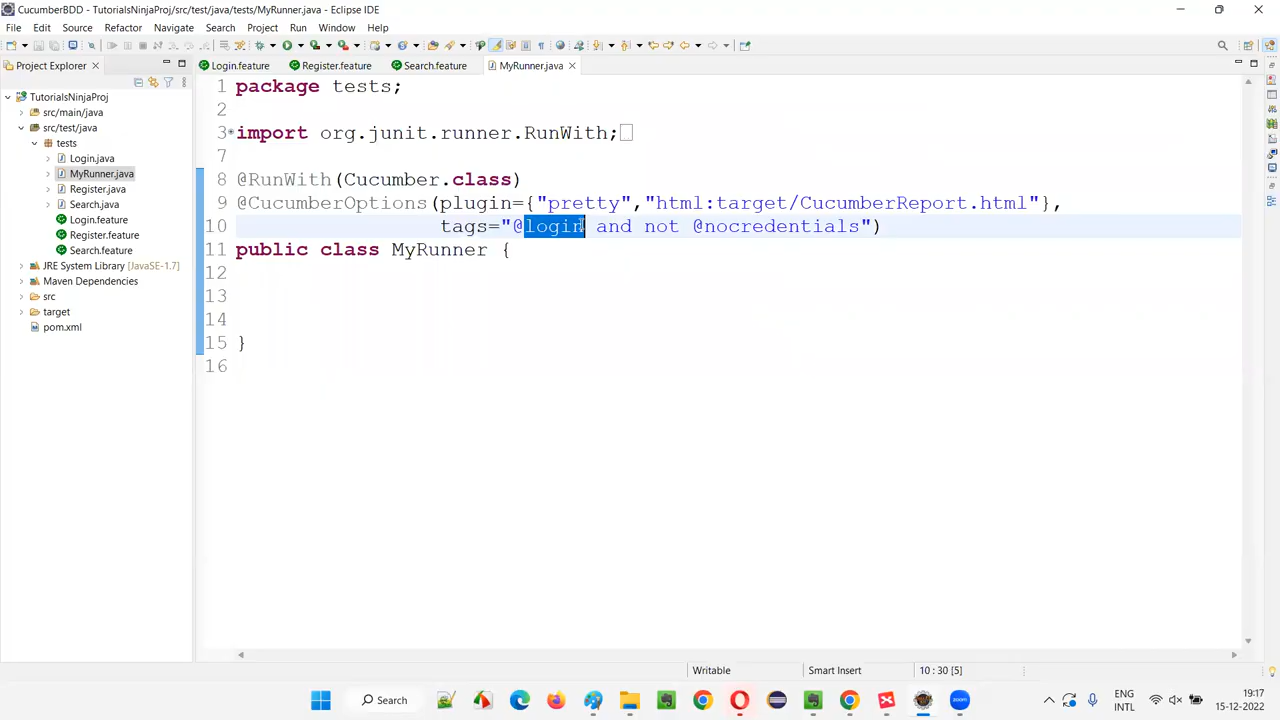 CucumberBDD - TutorialsNinjaProj/src/test/java/tests/MyRunner.java - Eclipse IDE
File Edit Source Refactor Navigate Search Project Run Window Help
Project Explorer
Login.feature Register.feature Search.feature MyRunner.java
TutorialsNinjaProj
src/main/java
src/test/java
tests
Login.java
MyRunner.java
Register.java
Search.java
Login.feature
Register.feature
Search.feature
JRE System Library [JavaSE-1.7]
Maven Dependencies
src
target
pom.xml
1 package tests;
2
3 import org.junit.runner.RunWith;
7
8 @RunWith(Cucumber.class)
9 @CucumberOptions(plugin={"pretty","html:target/CucumberReport.html"},
10 tags="@login and not @nocredentials")
11 public class MyRunner {
12
13
14
15 }
16
Writable Smart Insert 10 : 30 [5]
Search
ENG
INTL
19:17
15-12-2022